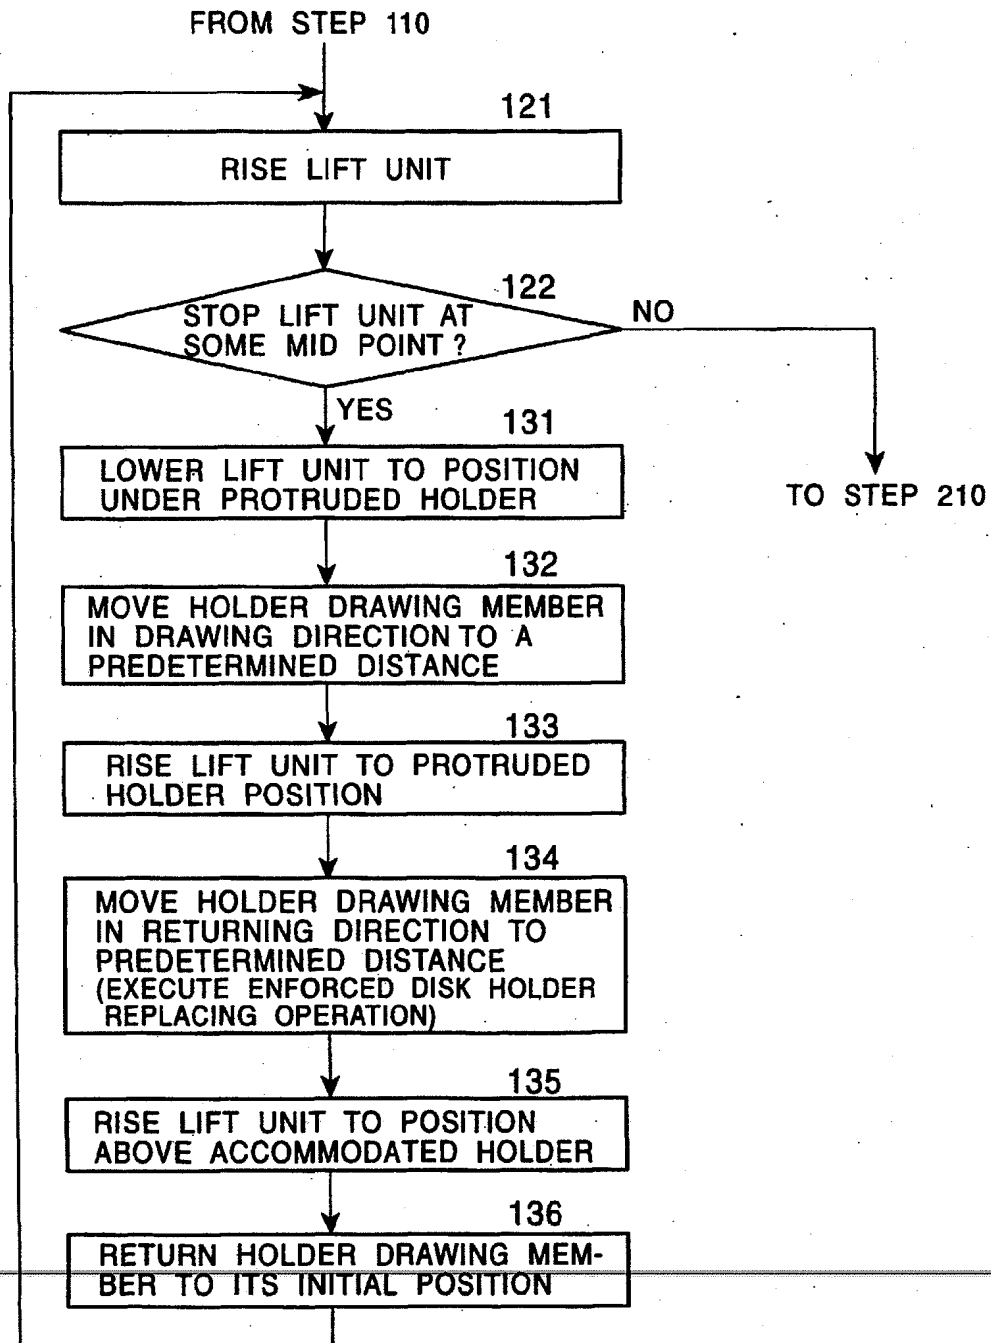 FROM STEP 110
121
RISE LIFT UNIT
122
STOP LIFT UNIT AT
SOME MID POINT ?
NO
YES
TO STEP 210
131
LOWER LIFT UNIT TO POSITION
UNDER PROTRUDED HOLDER
132
MOVE HOLDER DRAWING MEMBER
IN DRAWING DIRECTION TO A
PREDETERMINED DISTANCE
133
RISE LIFT UNIT TO PROTRUDED
HOLDER POSITION
134
MOVE HOLDER DRAWING MEMBER
IN RETURNING DIRECTION TO
PREDETERMINED DISTANCE
(EXECUTE ENFORCED DISK HOLDER
REPLACING OPERATION)
135
RISE LIFT UNIT TO POSITION
ABOVE ACCOMMODATED HOLDER
136
RETURN HOLDER DRAWING MEM-
BER TO ITS INITIAL POSITION